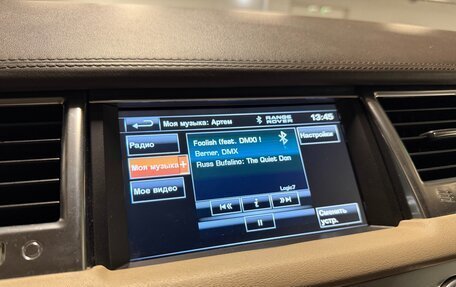 Моя музыка: Артем
RANGE ROVER
13:45
Радио
Моя музыка+
Мое видео
Foolish (feat. DMX) !
Berner, DMX
Russ Bufalino: The Quiet Don
Logic7
Настройки
Сменить
устр.